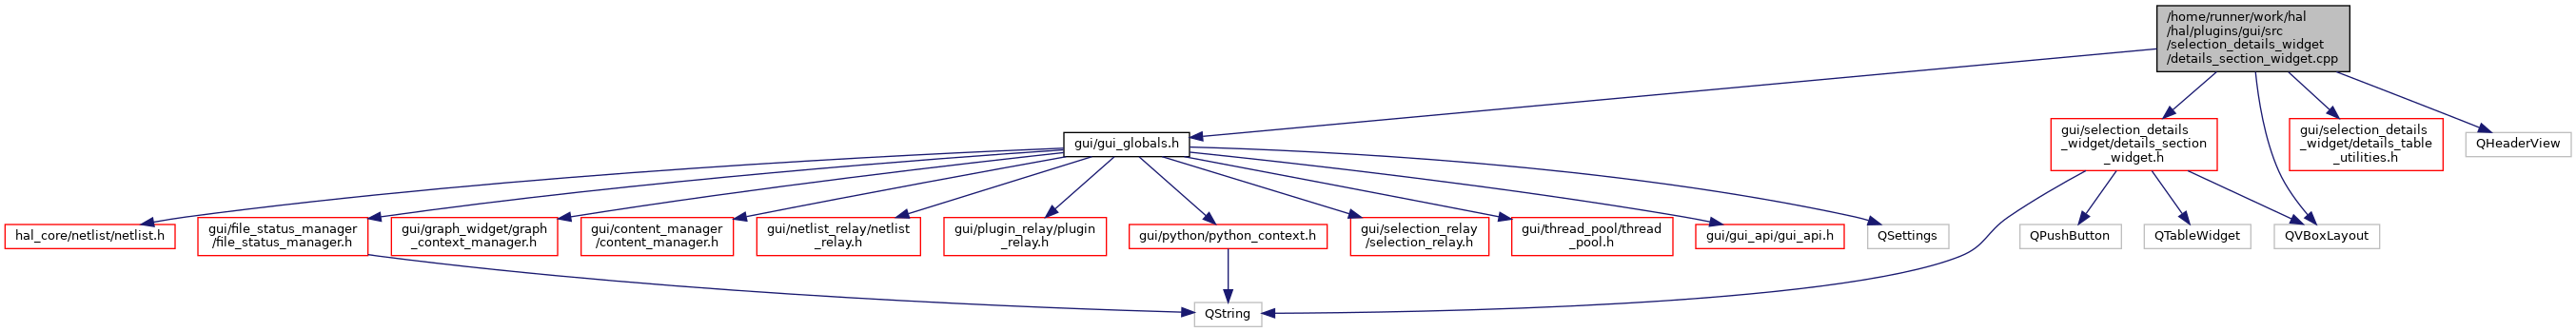 /home/runner/work/hal
/hal/plugins/gui/src
/selection_details_widget
/details_section_widget.cpp
gui/gui_globals.h
gui/selection_details
_widget/details_section
_widget.h
gui/selection_details
_widget/details_table
_utilities.h
QHeaderView
hal_core/netlist/netlist.h
gui/file_status_manager
/file_status_manager.h
gui/graph_widget/graph
_context_manager.h
gui/content_manager
/content_manager.h
gui/netlist_relay/netlist
_relay.h
gui/plugin_relay/plugin
_relay.h
gui/python/python_context.h
gui/selection_relay
/selection_relay.h
gui/thread_pool/thread
_pool.h
gui/gui_api/gui_api.h
QSettings
QPushButton
QTableWidget
QVBoxLayout
QString